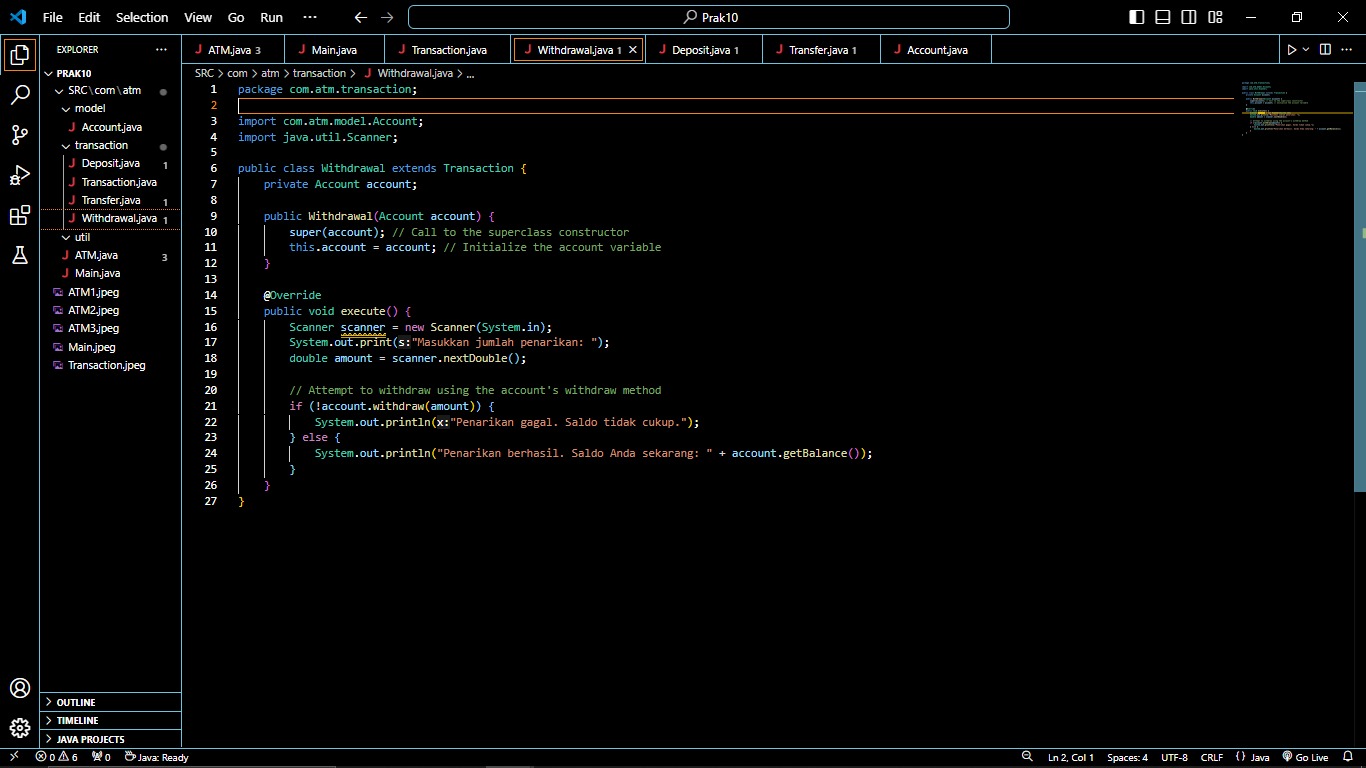 File Edit Selection View Go Run ··· Prak10
EXPLORER ···
ATM.java 3 Main.java Transaction.java Withdrawal.java 1 Deposit.java 1 Transfer.java 1 Account.java
SRC > com > atm > transaction > Withdrawal.java > ...
PRAK10
SRC\com\atm
model
Account.java
transaction
Deposit.java 1
Transaction.java
Transfer.java 1
Withdrawal.java 1
util
ATM.java 3
Main.java
ATM1.jpeg
ATM2.jpeg
ATM3.jpeg
Main.jpeg
Transaction.jpeg
OUTLINE
TIMELINE
JAVA PROJECTS
1 package com.atm.transaction;
2
3 import com.atm.model.Account;
4 import java.util.Scanner;
5
6 public class Withdrawal extends Transaction {
7 private Account account;
8
9 public Withdrawal(Account account) {
10 super(account); // Call to the superclass constructor
11 this.account = account; // Initialize the account variable
12 }
13
14 @Override
15 public void execute() {
16 Scanner scanner = new Scanner(System.in);
17 System.out.print(s:"Masukkan jumlah penarikan: ");
18 double amount = scanner.nextDouble();
19
20 // Attempt to withdraw using the account's withdraw method
21 if (!account.withdraw(amount)) {
22 System.out.println(x:"Penarikan gagal. Saldo tidak cukup.");
23 } else {
24 System.out.println("Penarikan berhasil. Saldo Anda sekarang: " + account.getBalance());
25 }
26 }
27 }
0 6 0 Java: Ready Ln 2, Col 1 Spaces: 4 UTF-8 CRLF {} Java Go Live